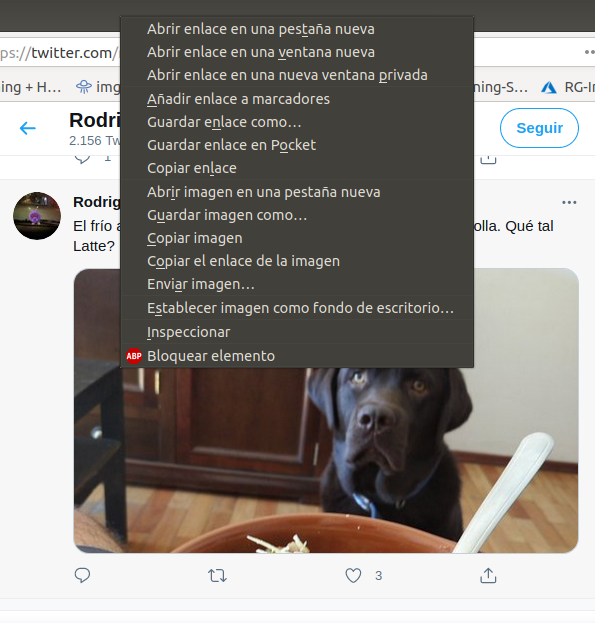 Abrir enlace en una pestaña nueva
Abrir enlace en una ventana nueva
Abrir enlace en una nueva ventana privada
Añadir enlace a marcadores
Guardar enlace como…
Guardar enlace en Pocket
Copiar enlace
Abrir imagen en una pestaña nueva
Guardar imagen como…
Copiar imagen
Copiar el enlace de la imagen
Enviar imagen…
Establecer imagen como fondo de escritorio…
Inspeccionar
ABP Bloquear elemento
ps://twitter.com/
ing + H… img ning-S… RG-In
Rodri
2.156 Tw
Seguir
1
Rodrig
El frío a olla. Qué tal
Latte?
3